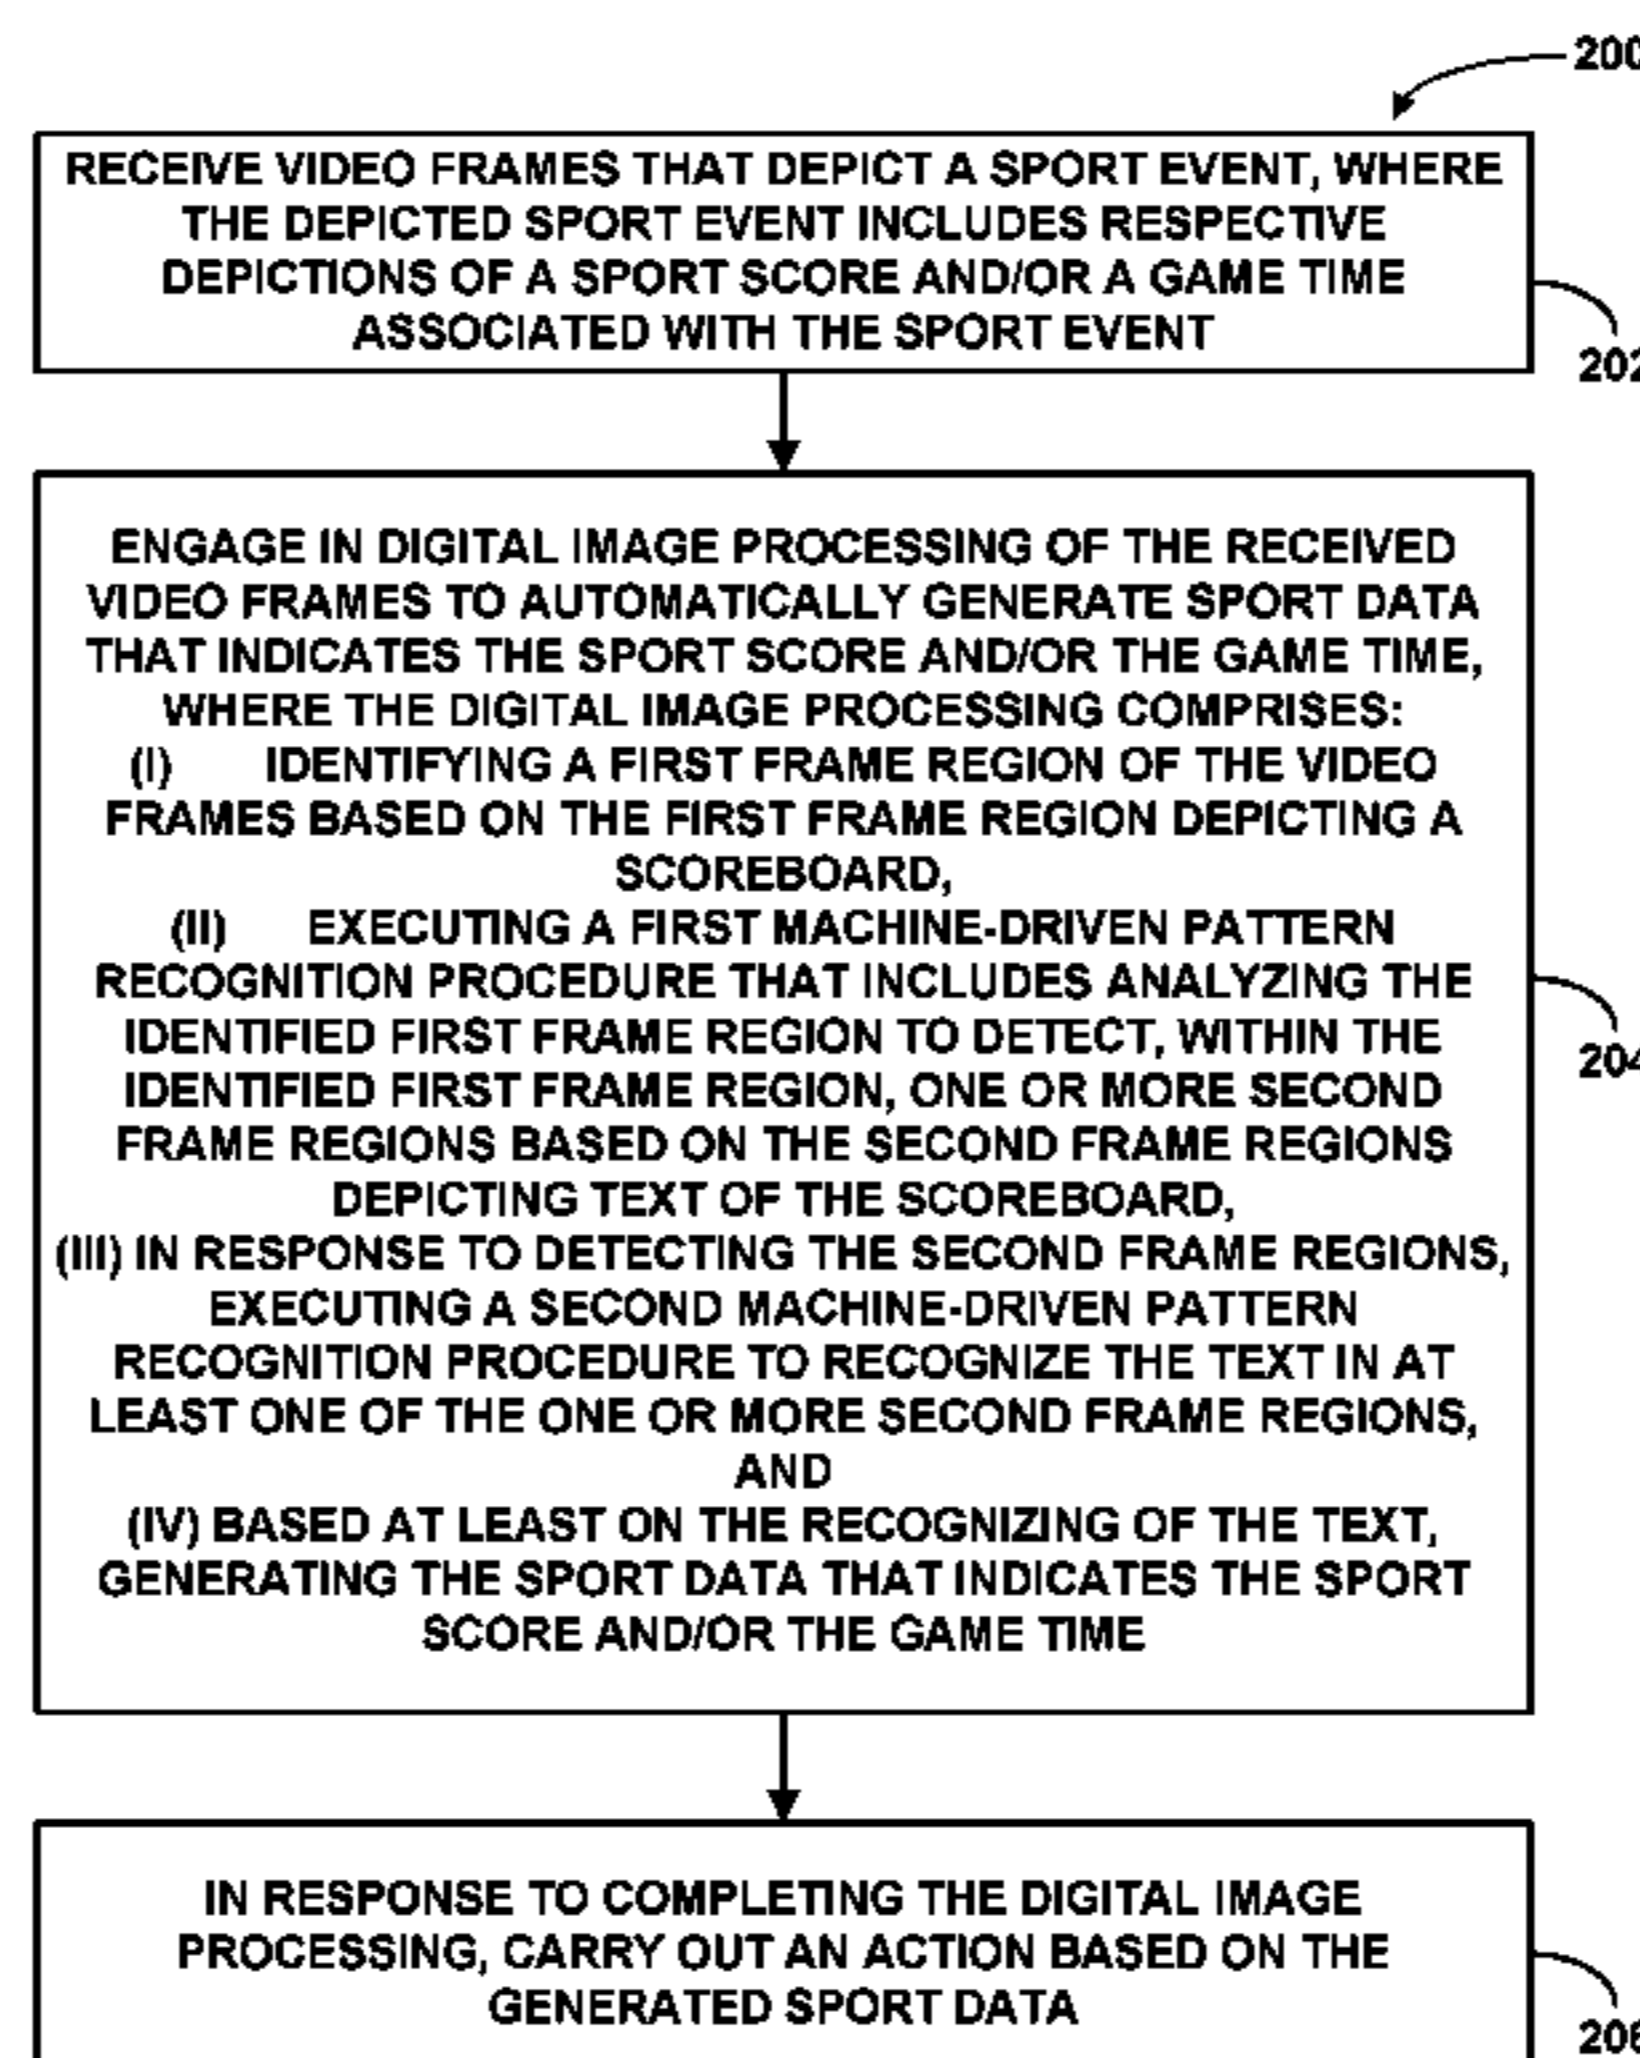 200
RECEIVE VIDEO FRAMES THAT DEPICT A SPORT EVENT, WHERE
THE DEPICTED SPORT EVENT INCLUDES RESPECTIVE
DEPICTIONS OF A SPORT SCORE AND/OR A GAME TIME
ASSOCIATED WITH THE SPORT EVENT
202
ENGAGE IN DIGITAL IMAGE PROCESSING OF THE RECEIVED
VIDEO FRAMES TO AUTOMATICALLY GENERATE SPORT DATA
THAT INDICATES THE SPORT SCORE AND/OR THE GAME TIME,
WHERE THE DIGITAL IMAGE PROCESSING COMPRISES:
(I) IDENTIFYING A FIRST FRAME REGION OF THE VIDEO
FRAMES BASED ON THE FIRST FRAME REGION DEPICTING A
SCOREBOARD,
(II) EXECUTING A FIRST MACHINE-DRIVEN PATTERN
RECOGNITION PROCEDURE THAT INCLUDES ANALYZING THE
IDENTIFIED FIRST FRAME REGION TO DETECT, WITHIN THE
IDENTIFIED FIRST FRAME REGION, ONE OR MORE SECOND
FRAME REGIONS BASED ON THE SECOND FRAME REGIONS
DEPICTING TEXT OF THE SCOREBOARD,
(III) IN RESPONSE TO DETECTING THE SECOND FRAME REGIONS,
EXECUTING A SECOND MACHINE-DRIVEN PATTERN
RECOGNITION PROCEDURE TO RECOGNIZE THE TEXT IN AT
LEAST ONE OF THE ONE OR MORE SECOND FRAME REGIONS,
AND
(IV) BASED AT LEAST ON THE RECOGNIZING OF THE TEXT,
GENERATING THE SPORT DATA THAT INDICATES THE SPORT
SCORE AND/OR THE GAME TIME
204
IN RESPONSE TO COMPLETING THE DIGITAL IMAGE
PROCESSING, CARRY OUT AN ACTION BASED ON THE
GENERATED SPORT DATA
206